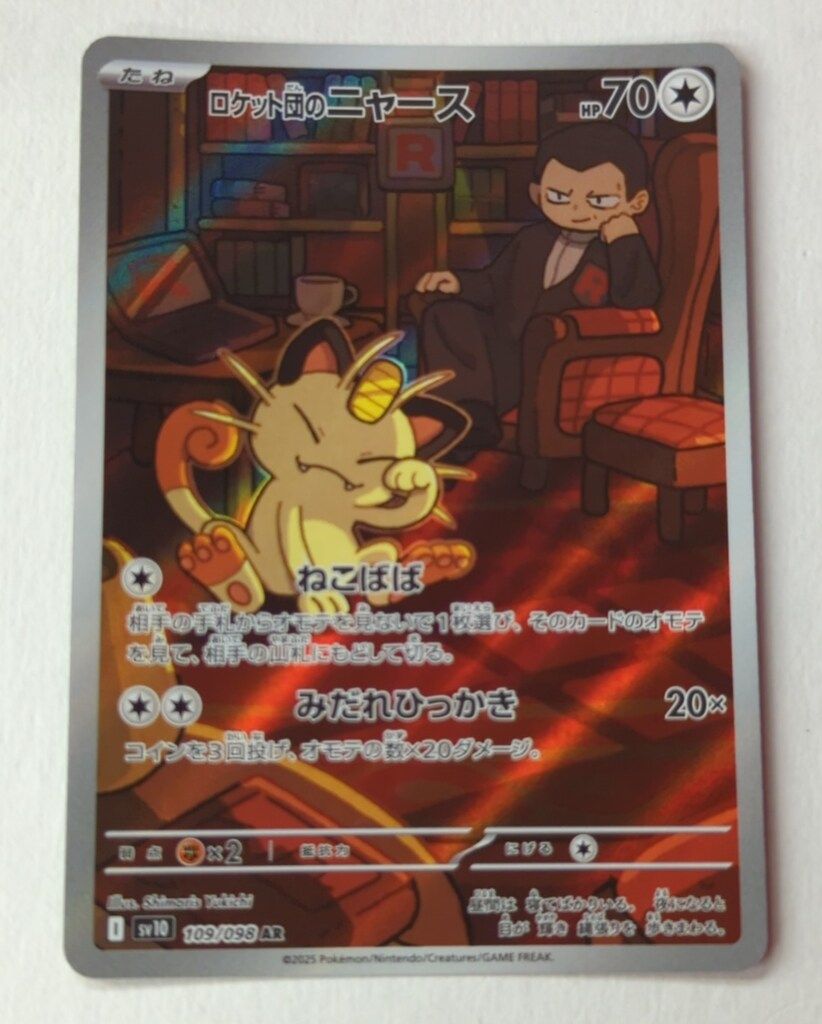 たね
ロケット団のニャース
HP70
R
ねこばば
相手の手札からオモテを見ないで1枚選び、そのカードのオモテ
を見て、相手の山札にもどして切る。
みだれひっかき 20×
コインを3回投げ、オモテの数×20ダメージ。
弱点 ×2 抵抗力 にげる
Illus. Shimaris Yukichi
昼間は 寝てばかりいる。 夜になると
目が 輝き 縄張りを 歩きまわる。
I sv10 109/098 AR
©2025 Pokémon/Nintendo/Creatures/GAME FREAK.